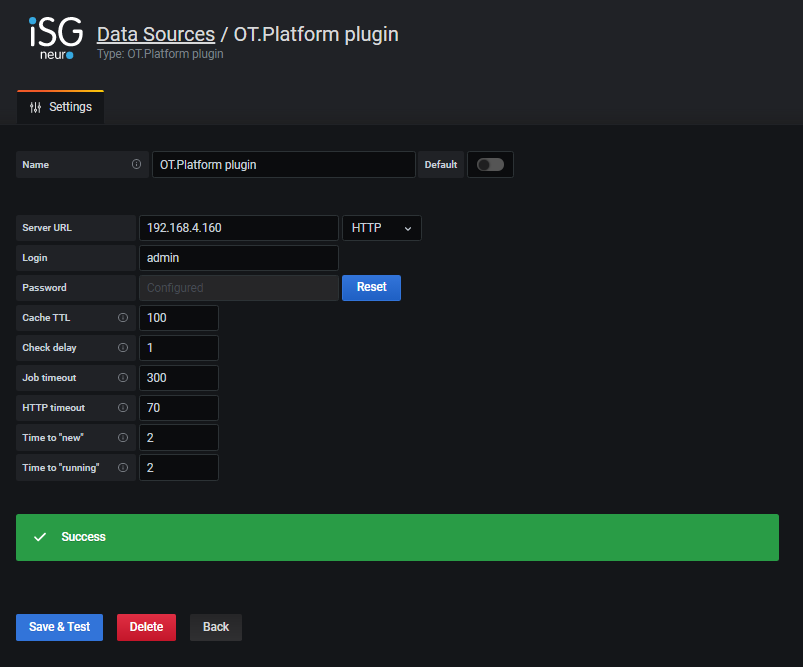 iSG
neuro
Data Sources / OT.Platform plugin
Type: OT.Platform plugin
Settings
Name OT.Platform plugin Default
Server URL 192.168.4.160 HTTP
Login admin
Password Configured Reset
Cache TTL 100
Check delay 1
Job timeout 300
HTTP timeout 70
Time to "new" 2
Time to "running" 2
Success
Save & Test Delete Back